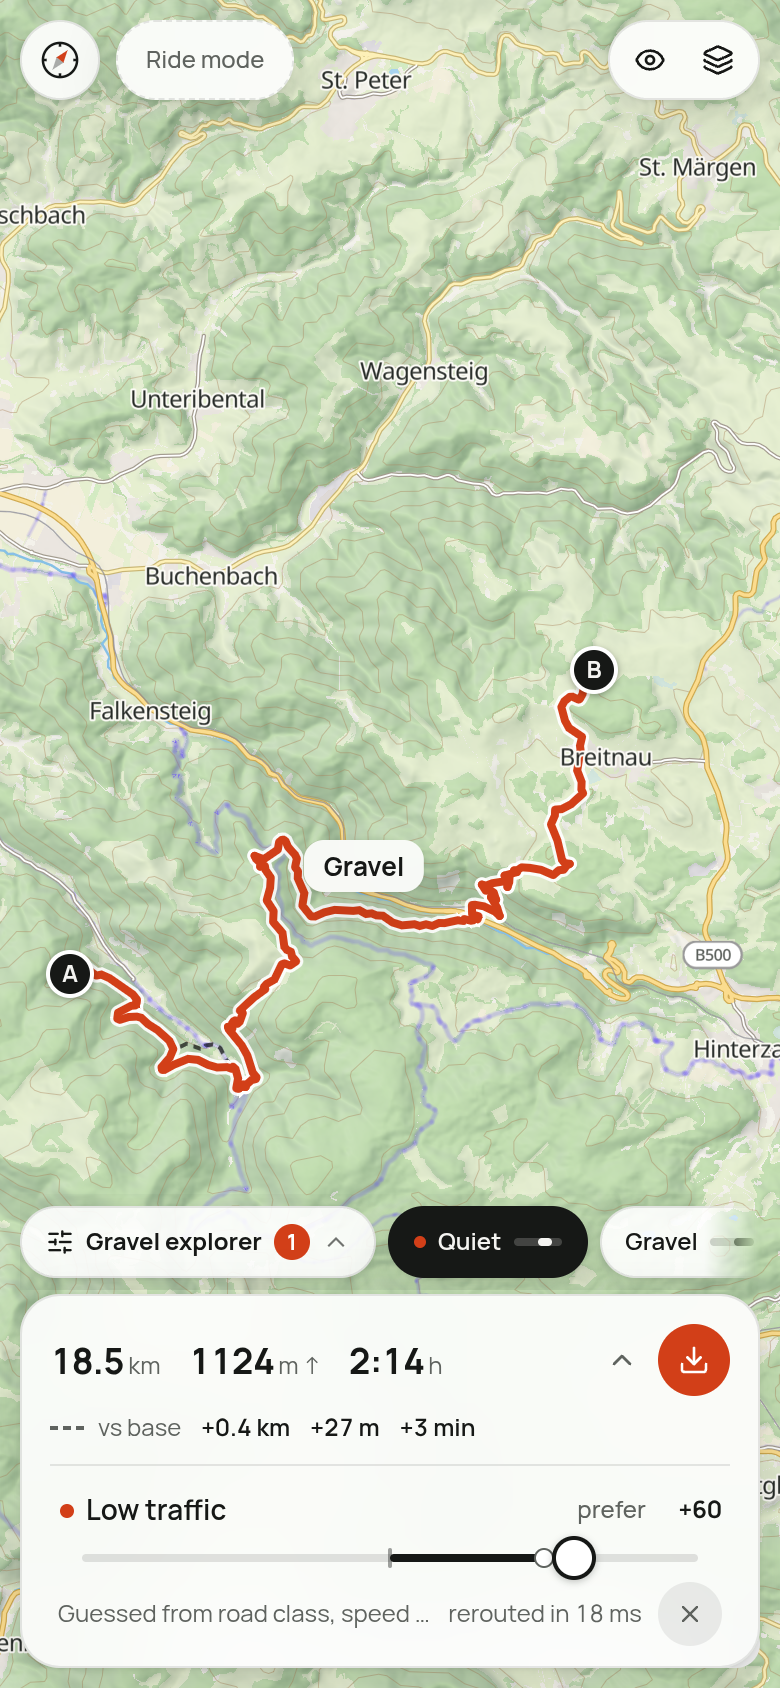 Ride mode
St. Peter
St. Märgen
schbach
Wagensteig
Unteribental
Buchenbach
B
Falkensteig
Breitnau
Gravel
A
B500
Hinterza
Gravel explorer 1
Quiet
Gravel
18.5 km 1124 m ↑ 2:14 h
vs base +0.4 km +27 m +3 min
tgl
Low traffic prefer +60
Guessed from road class, speed ... rerouted in 18 ms
en